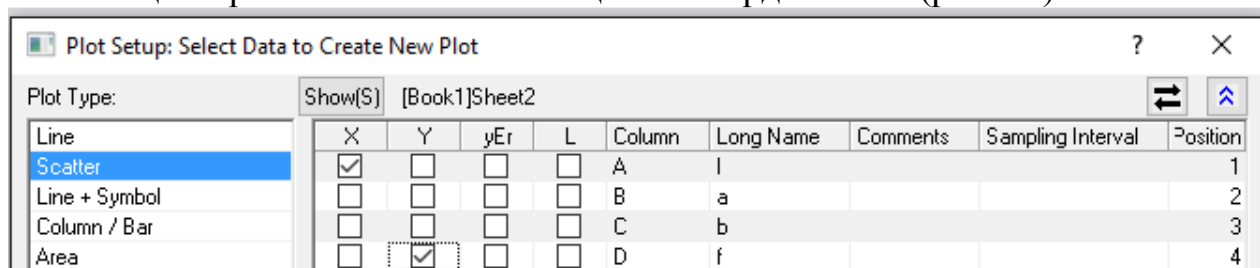 Plot Setup: Select Data to Create New Plot ? ×
Plot Type: Show(S) [Book1]Sheet2
Line X Y yEr L Column Long Name Comments Sampling Interval Position
Scatter A l 1
Line + Symbol B a 2
Column / Bar C b 3
Area D f 4